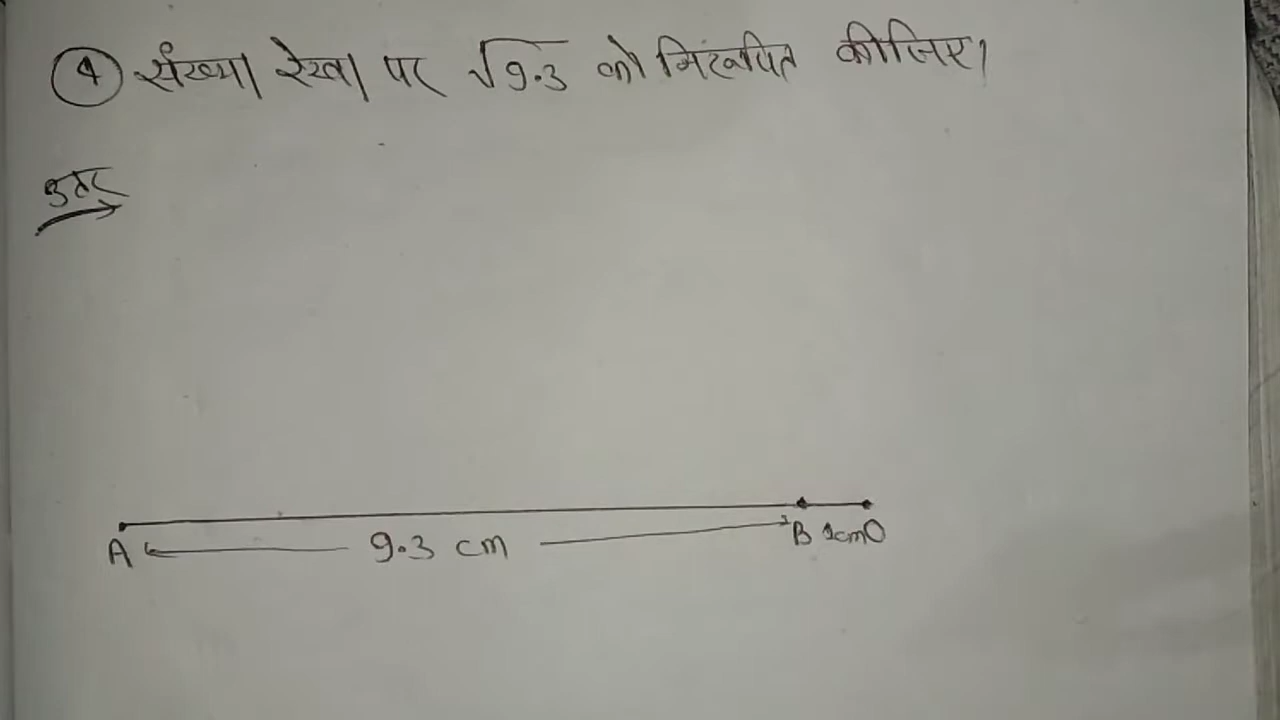 ④ संख्या रेखा पर √9.3 को निरूपित कीजिए।
उत्तर
A 9.3 cm B 1cm O